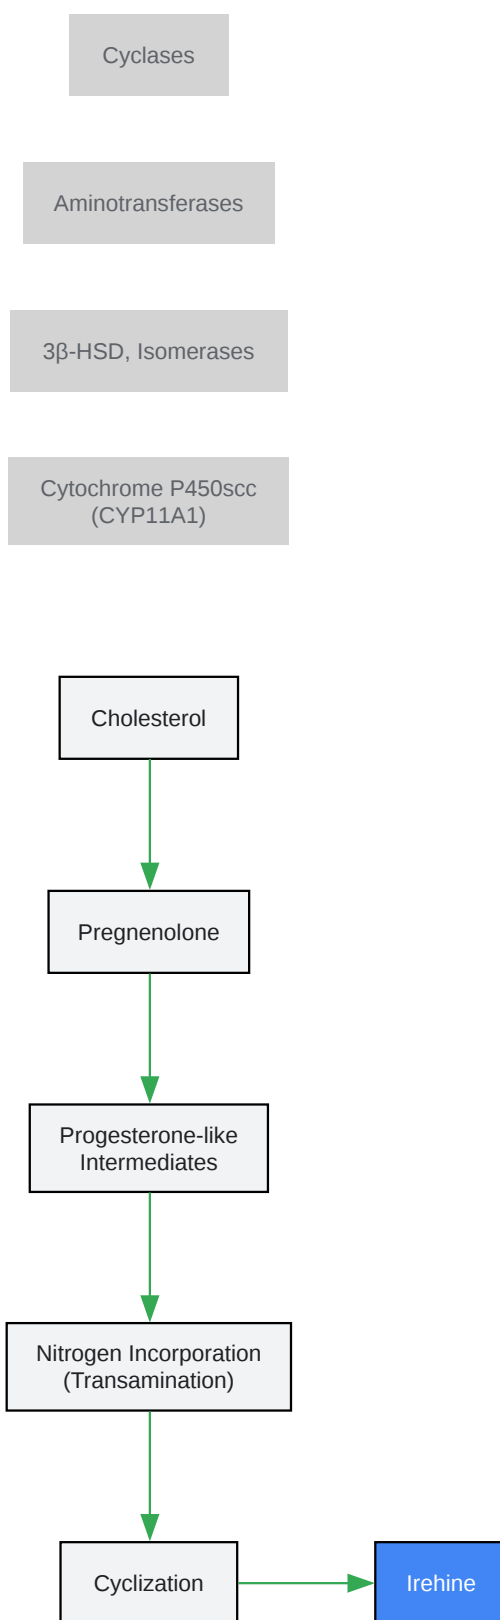 Cyclases
Aminotransferases
3β-HSD, Isomerases
Cytochrome P450scc
(CYP11A1)
Cholesterol
Pregnenolone
Progesterone-like
Intermediates
Nitrogen Incorporation
(Transamination)
Cyclization
Irehine